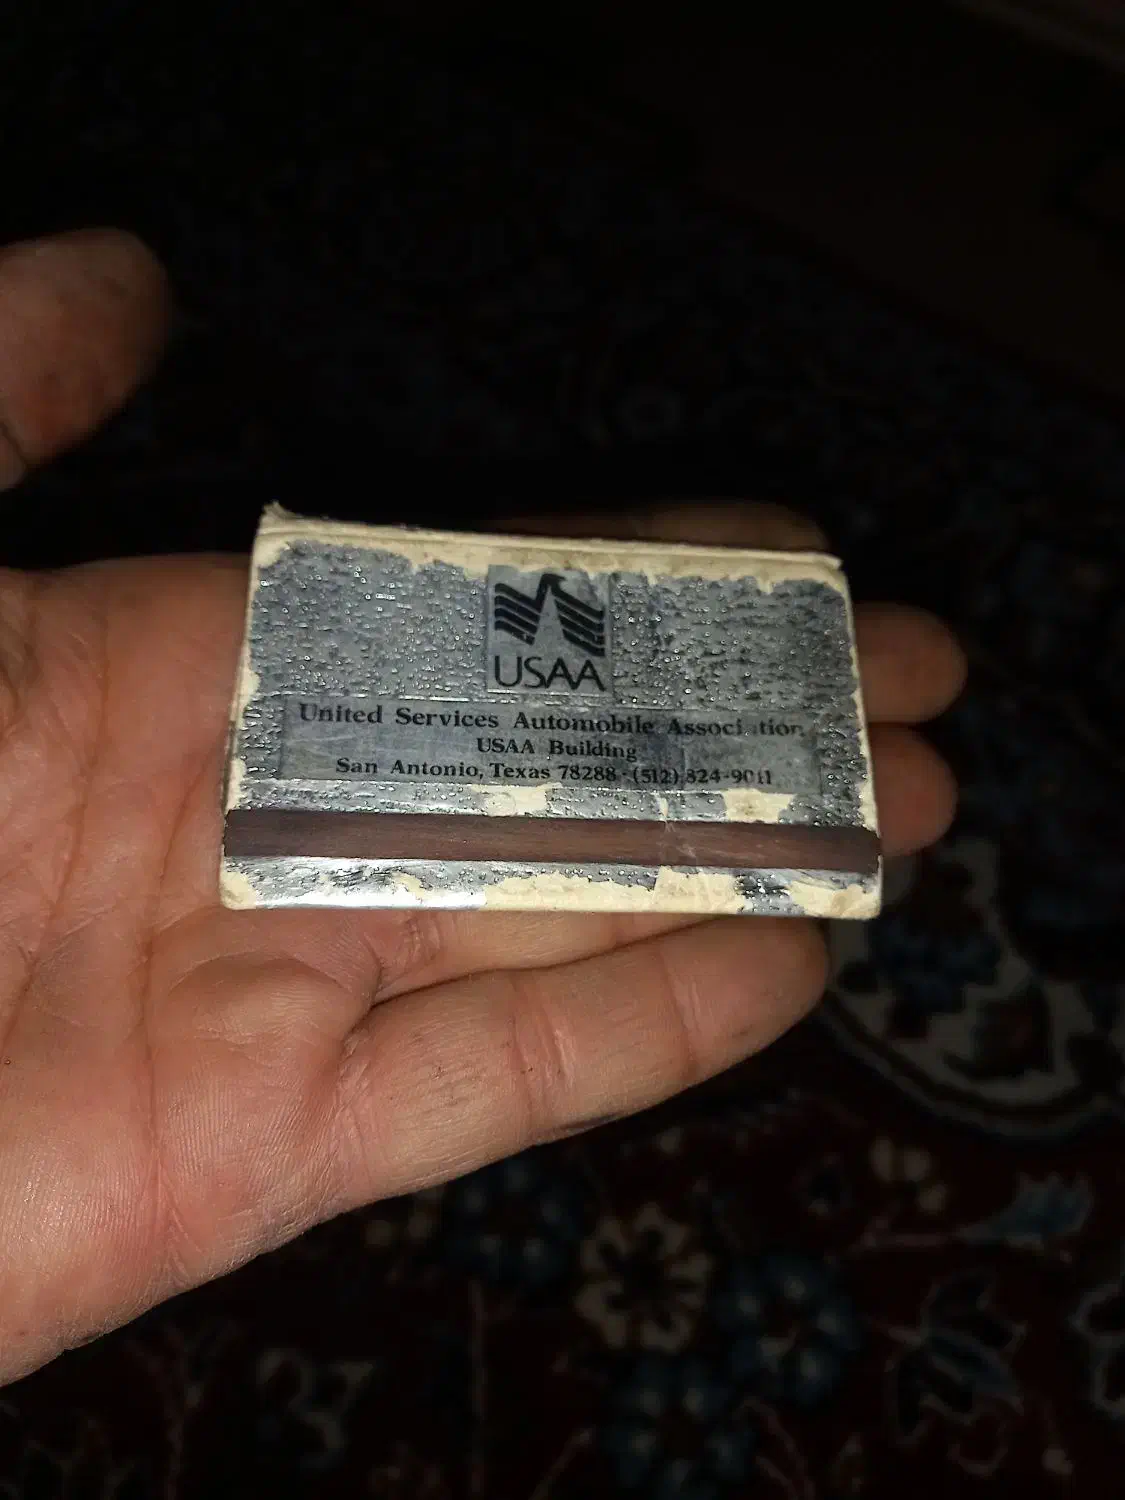 USAA
United Services Automobile Association
USAA Building
San Antonio, Texas 78288 · (512) 824-9011